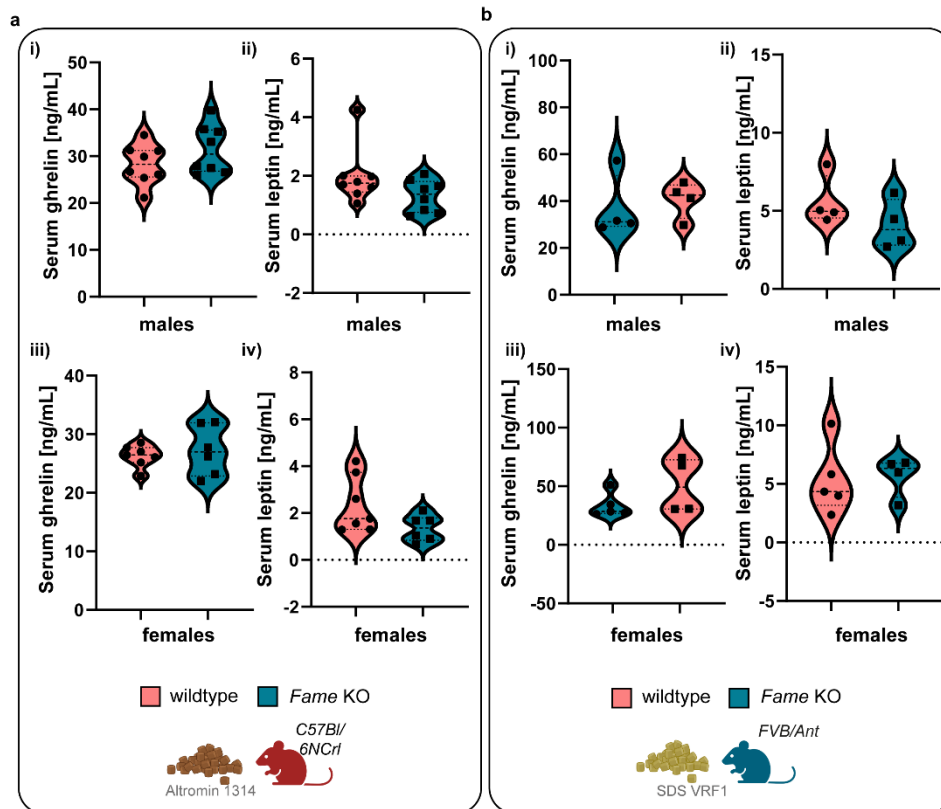 a
i)
Serum ghrelin [ng/mL]
50
40
30
20
10
0
males
ii)
Serum leptin [ng/mL]
6
4
2
0
-2
males
iii)
Serum ghrelin [ng/mL]
40
30
20
10
0
females
iv)
Serum leptin [ng/mL]
8
6
4
2
0
-2
females
wildtype
Fame KO
Altromin 1314
C57Bl/
6NCrl
b
i)
Serum ghrelin [ng/mL]
100
80
60
40
20
0
males
ii)
Serum leptin [ng/mL]
15
10
5
0
males
iii)
Serum ghrelin [ng/mL]
150
100
50
0
-50
females
iv)
Serum leptin [ng/mL]
15
10
5
0
-5
females
wildtype
Fame KO
SDS VRF1
FVB/Ant